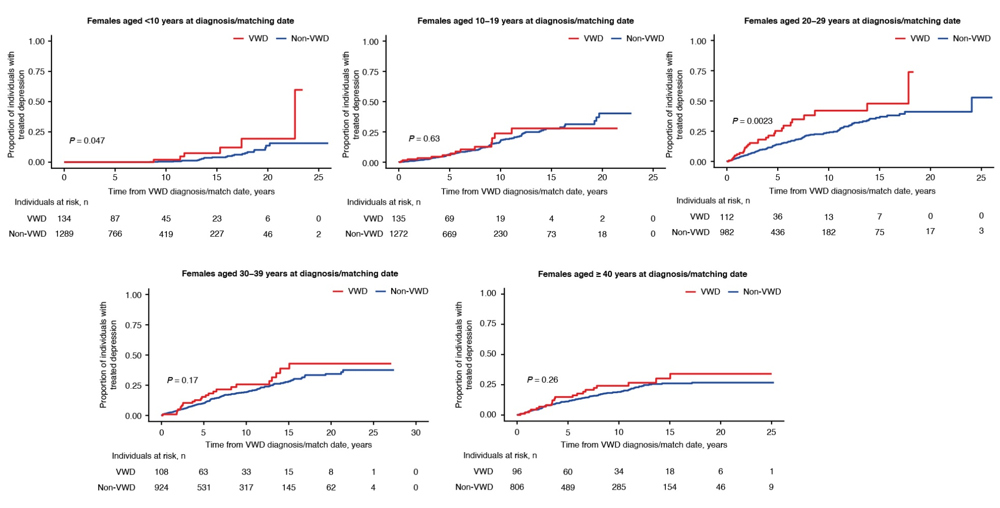 Females aged <10 years at diagnosis/matching date
VWD Non-VWD
Proportion of individuals with
treated depression
1.00
0.75
0.50
0.25
0.00
P = 0.047
0 5 10 15 20 25
Time from VWD diagnosis/match date, years
Individuals at risk, n
VWD 134 87 45 23 6 0
Non-VWD 1289 766 419 227 46 2
Females aged 10–19 years at diagnosis/matching date
VWD Non-VWD
Proportion of individuals with
treated depression
1.00
0.75
0.50
0.25
0.00
P = 0.63
0 5 10 15 20 25
Time from VWD diagnosis/match date, years
Individuals at risk, n
VWD 135 69 19 4 2 0
Non-VWD 1272 669 230 73 18 0
Females aged 20–29 years at diagnosis/matching date
VWD Non-VWD
Proportion of individuals with
treated depression
1.00
0.75
0.50
0.25
0.00
P = 0.0023
0 5 10 15 20 25
Time from VWD diagnosis/match date, years
Individuals at risk, n
VWD 112 36 13 7 0 0
Non-VWD 982 436 182 75 17 3
Females aged 30–39 years at diagnosis/matching date
VWD Non-VWD
Proportion of individuals with
treated depression
1.00
0.75
0.50
0.25
0.00
P = 0.17
0 5 10 15 20 25 30
Time from VWD diagnosis/match date, years
Individuals at risk, n
VWD 108 63 33 15 8 1 0
Non-VWD 924 531 317 145 62 4 0
Females aged ≥ 40 years at diagnosis/matching date
VWD Non-VWD
Proportion of individuals with
treated depression
1.00
0.75
0.50
0.25
0.00
P = 0.26
0 5 10 15 20 25
Time from VWD diagnosis/match date, years
Individuals at risk, n
VWD 96 60 34 18 6 1
Non-VWD 806 489 285 154 46 9